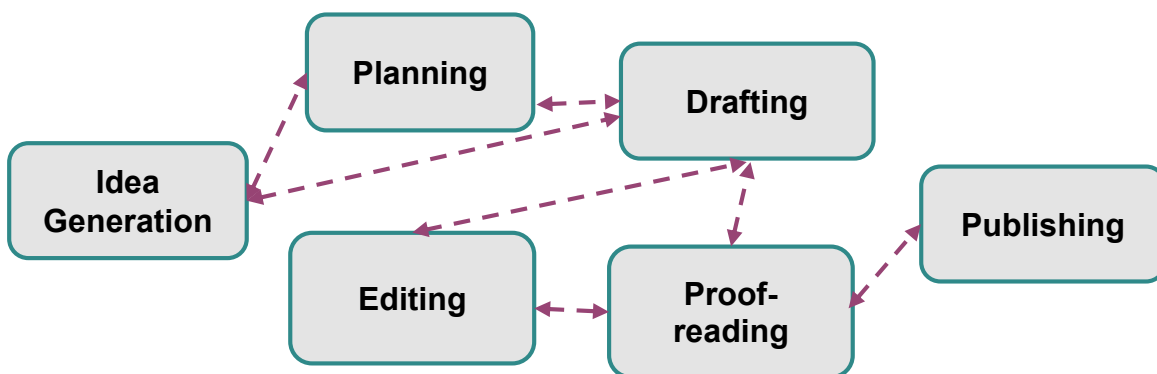 Planning
Drafting
Idea
Generation
Publishing
Editing
Proof-
reading